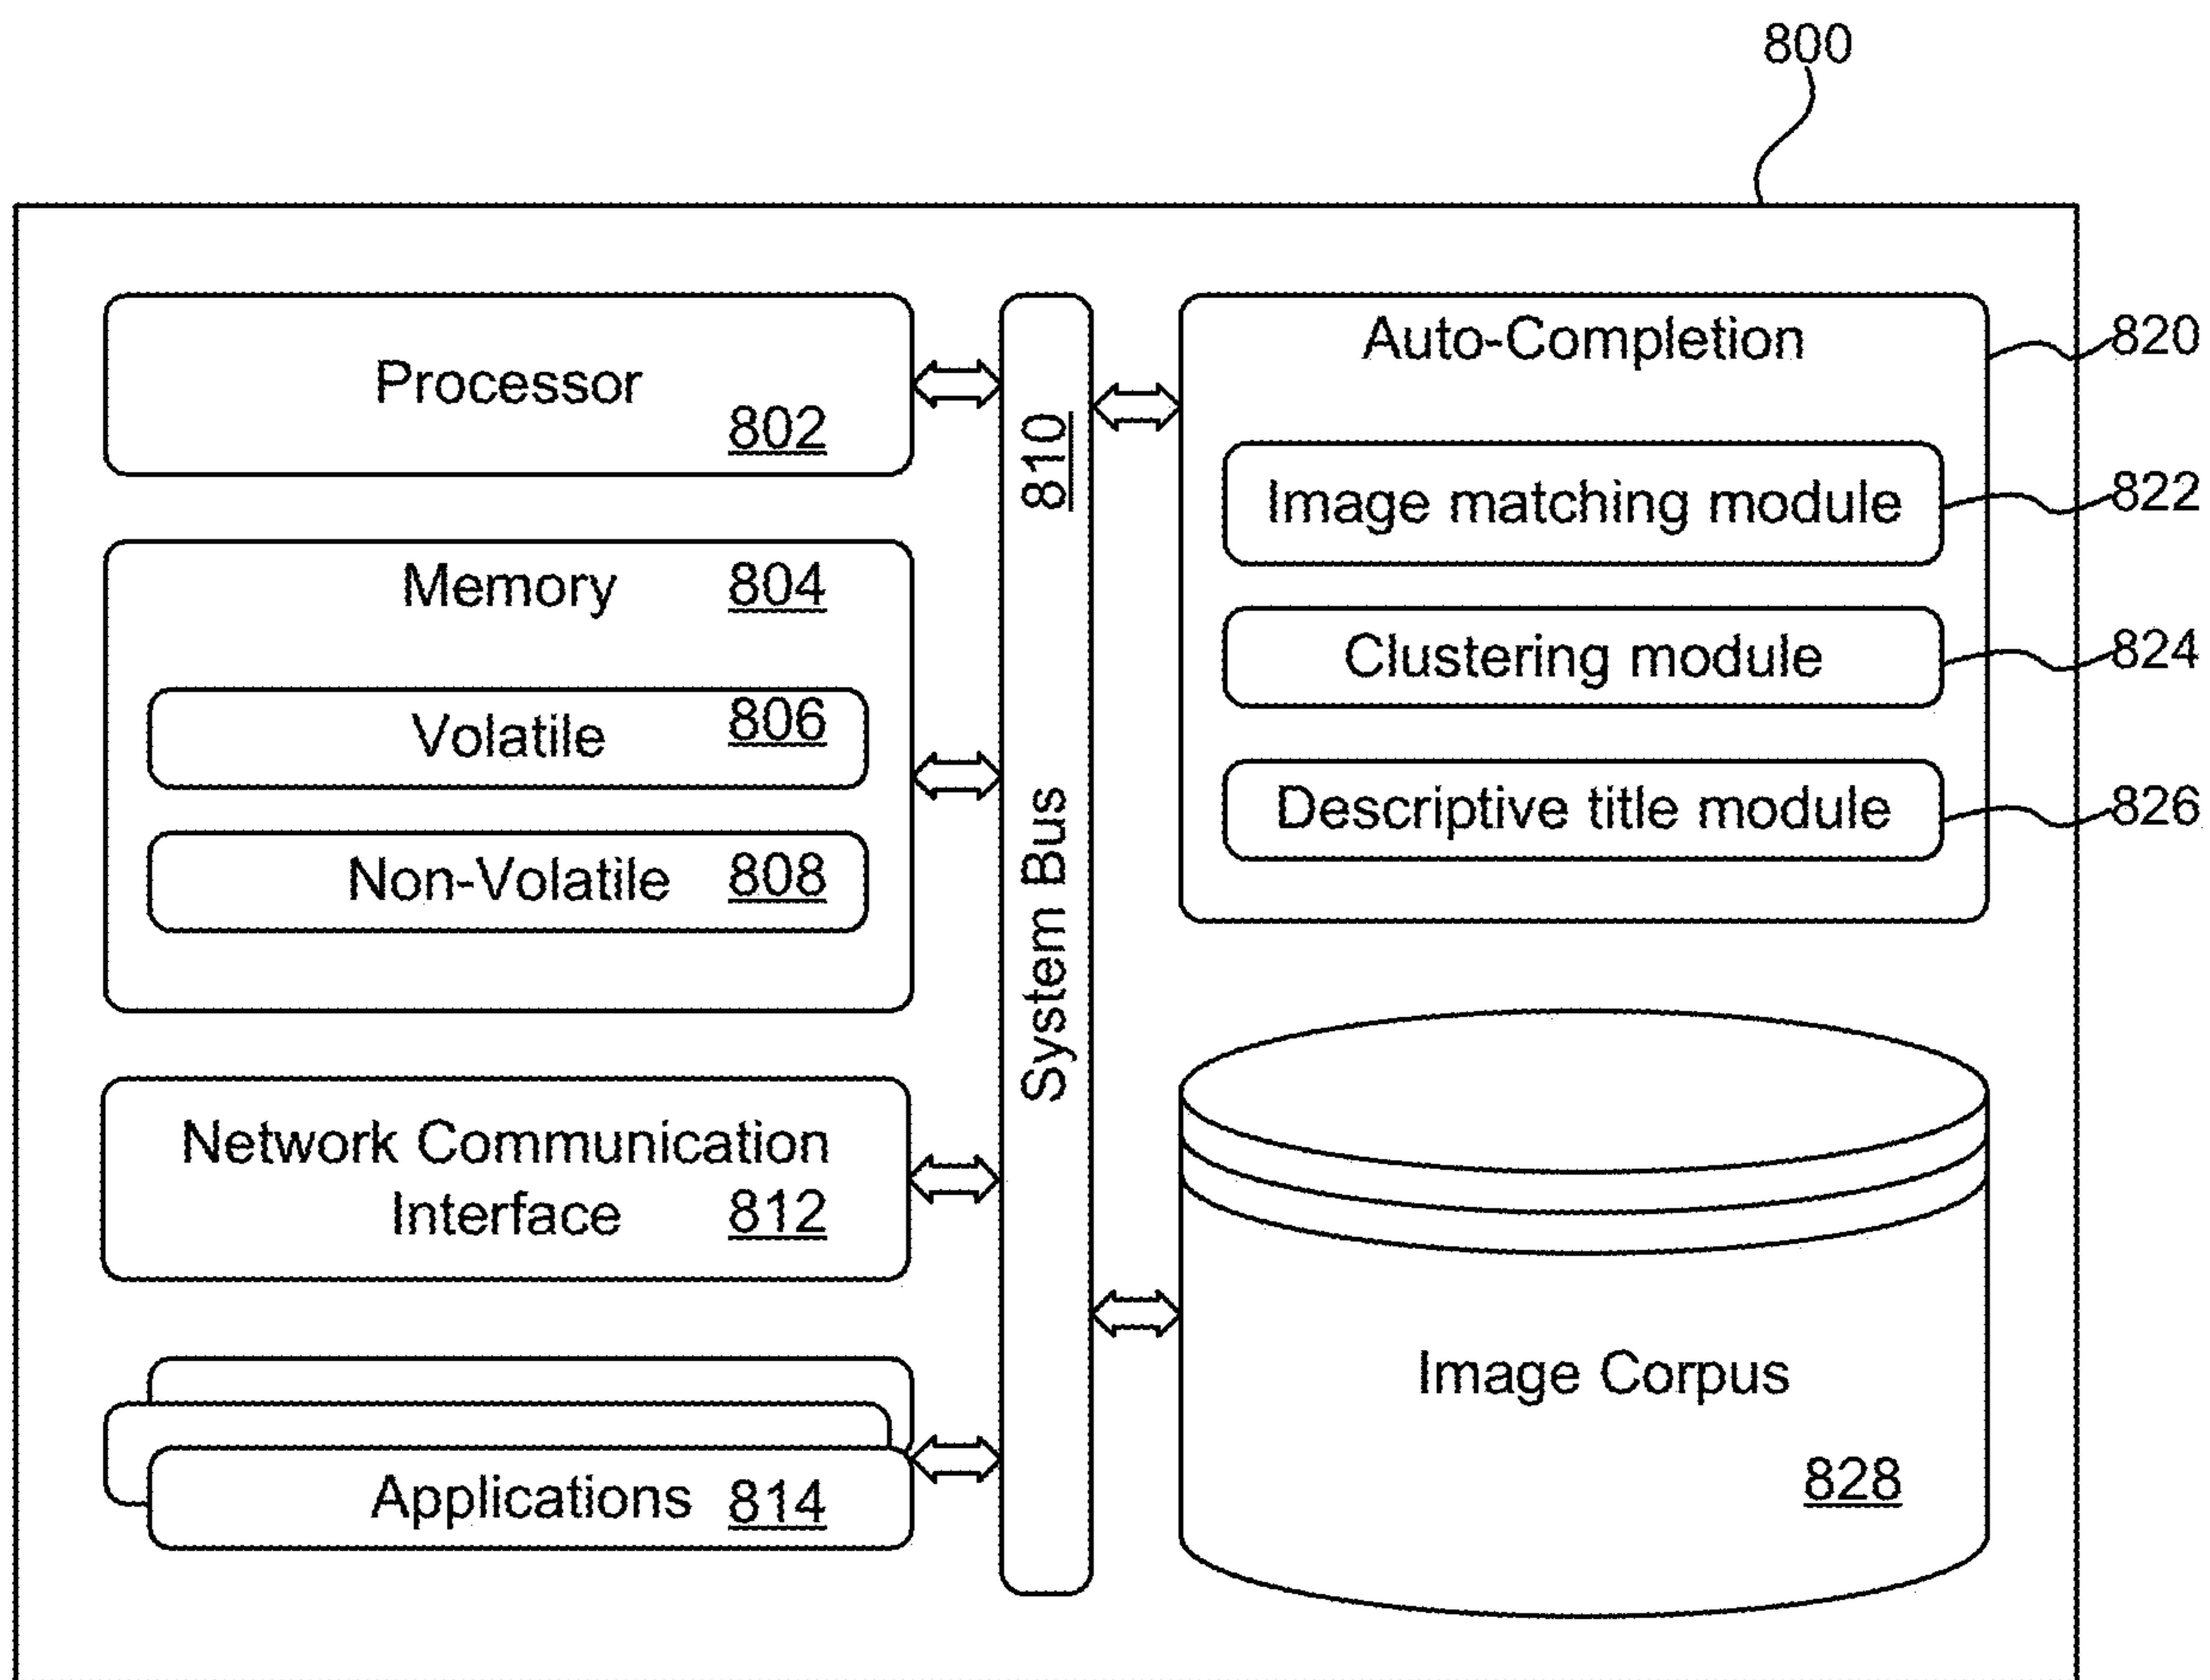 800
Processor
802
Memory 804
Volatile 806
Non-Volatile 808
Network Communication
Interface 812
Applications 814
System Bus 810
Auto-Completion
820
Image matching module
822
Clustering module
824
Descriptive title module
826
Image Corpus
828